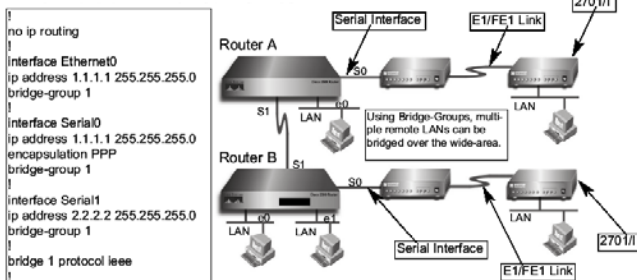 !
no ip routing
!
interface Ethernet0
ip address 1.1.1.1 255.255.255.0
bridge-group 1
!
interface Serial0
ip address 1.1.1.1 255.255.255.0
encapsulation PPP
bridge-group 1
!
interface Serial1
ip address 2.2.2.2 255.255.255.0
bridge-group 1
!
bridge 1 protocol ieee
!
Serial Interface
E1/FE1 Link
2701/I
Router A
S0
S1
LAN
e0
LAN
Using Bridge-Groups, multi-
ple remote LANs can be
bridged over the wide-area.
Router B
S1
S0
LAN
e0
LAN
e1
LAN
Serial Interface
E1/FE1 Link
2701/I